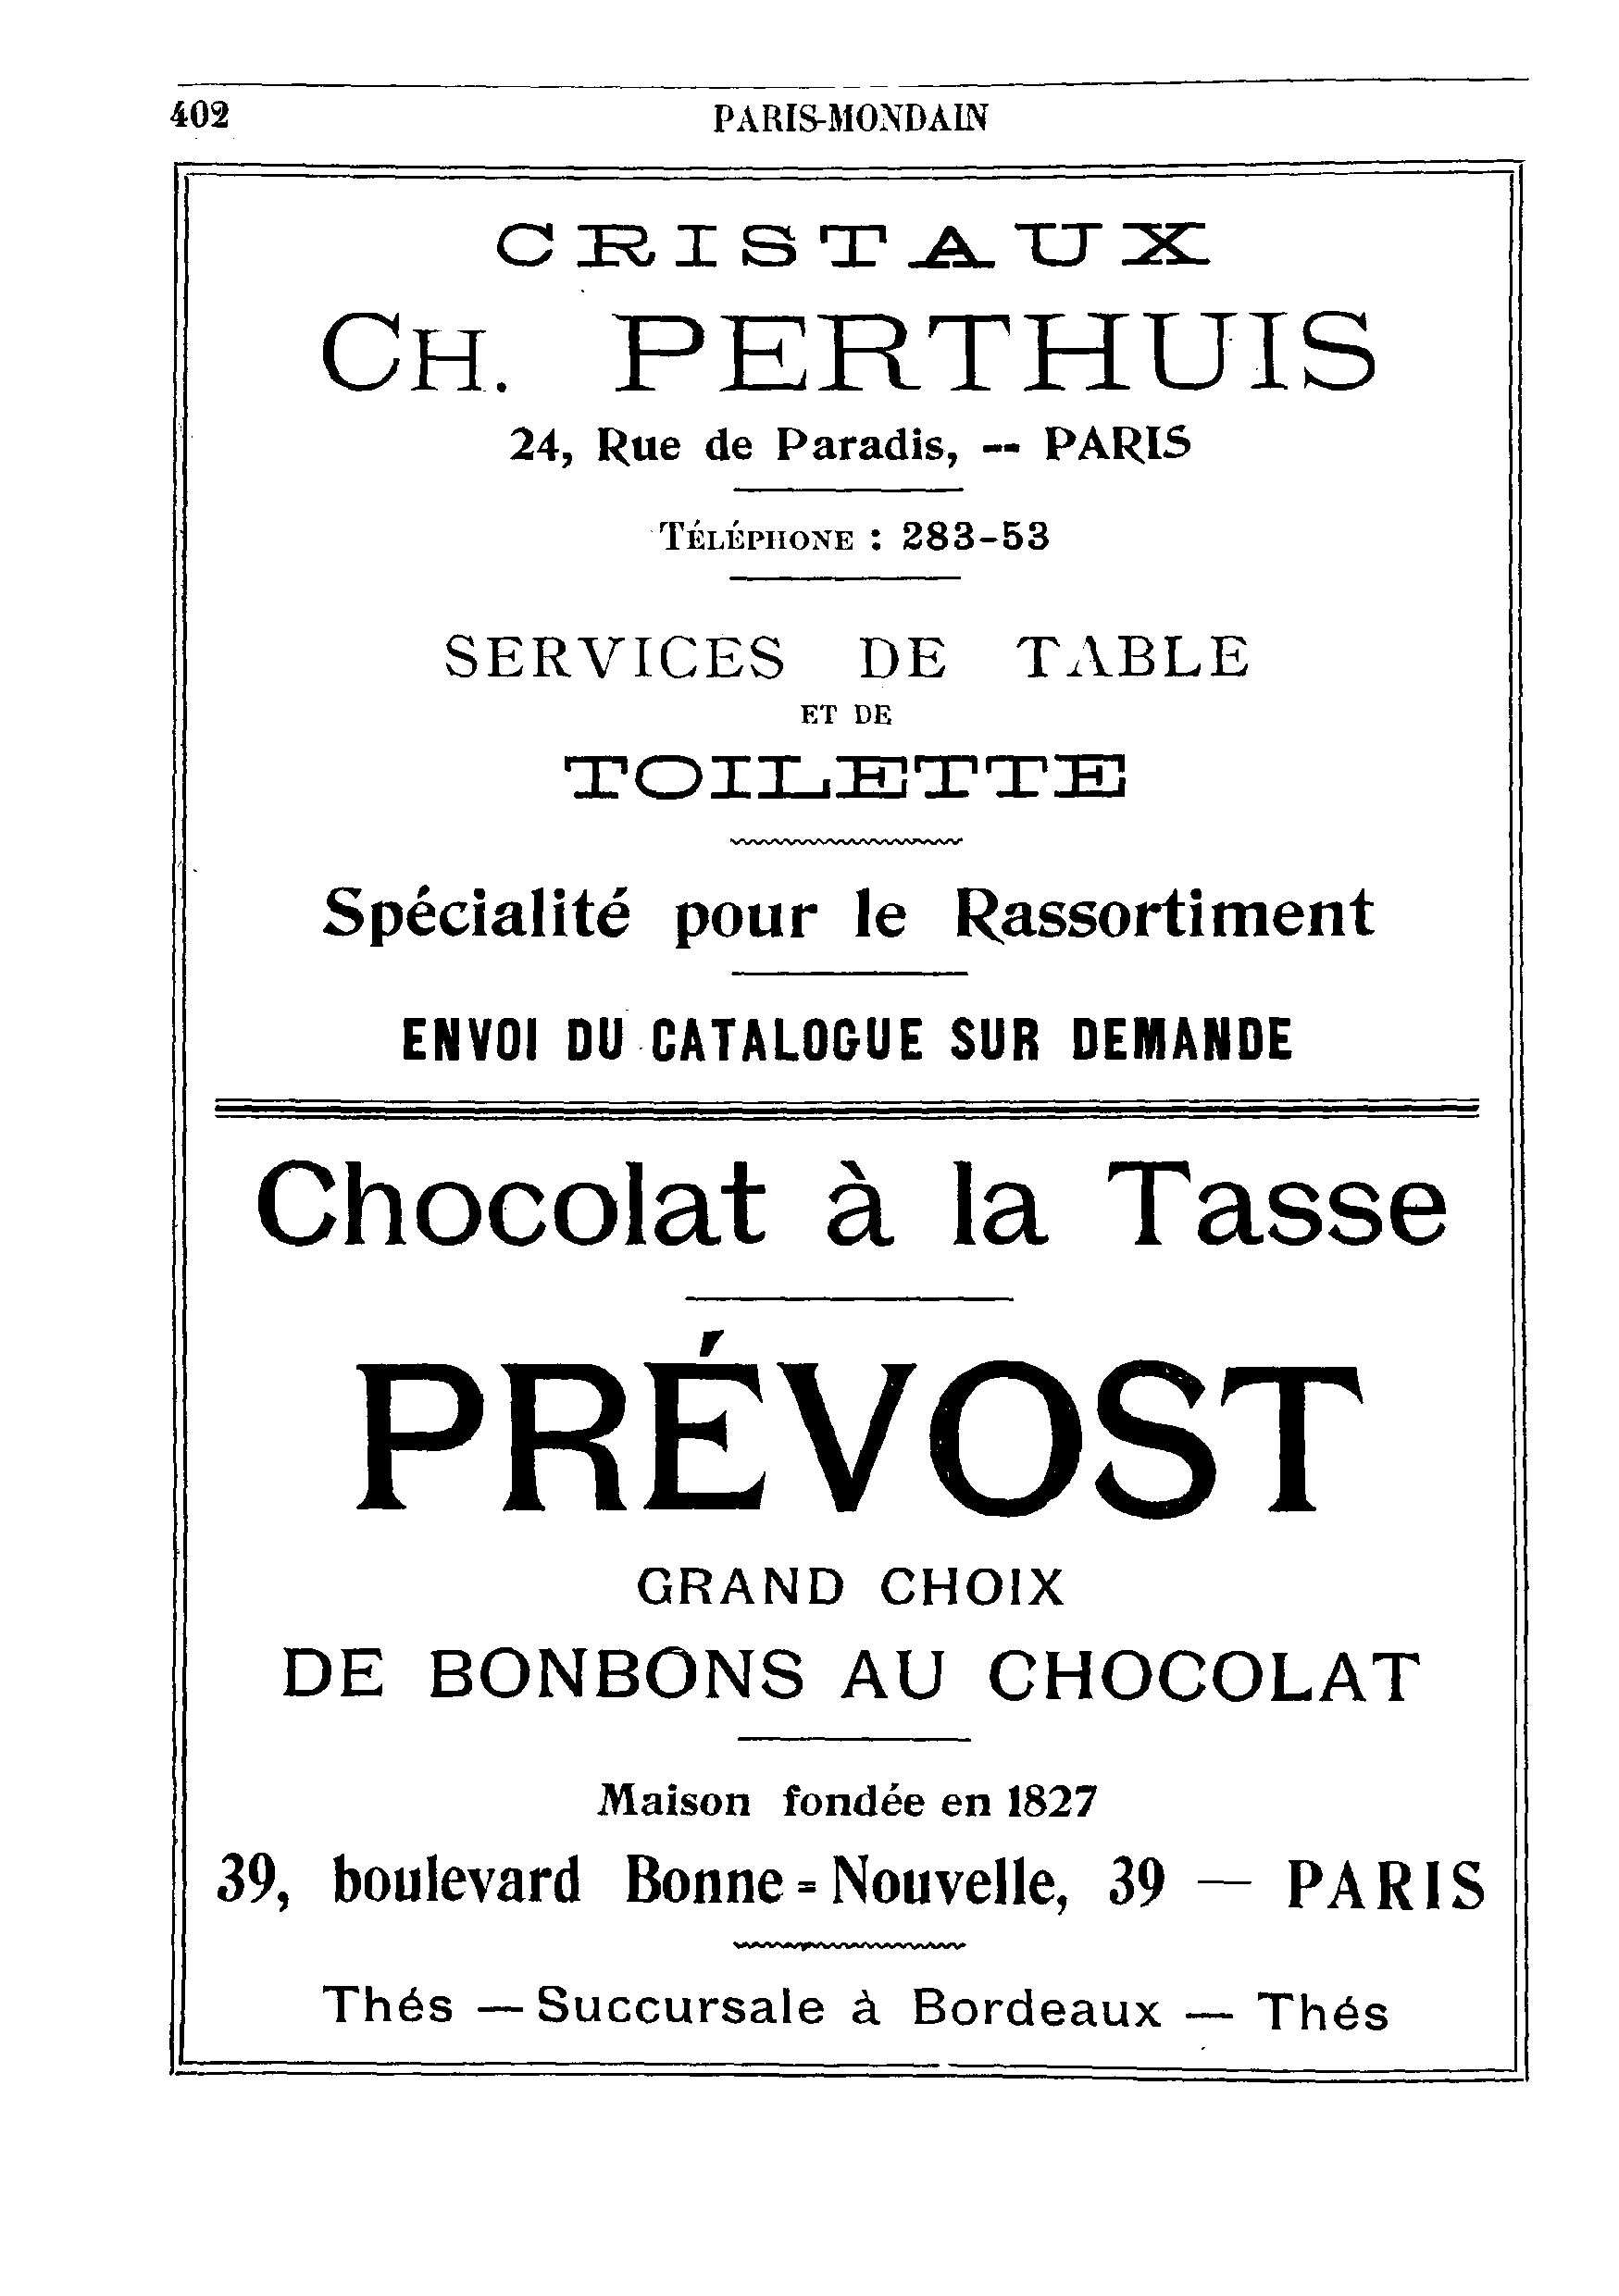 402
PARIS-MONDAIN
CRISTAUX
CH. PERTHUIS
24, Rue de Paradis, -- PARIS
TÉLÉPHONE : 283-53
SERVICES DE TABLE
ET DE
TOILETTE
Spécialité pour le Rassortiment
ENVOI DU CATALOGUE SUR DEMANDE
Chocolat à la Tasse
PRÉVOST
GRAND CHOIX
DE BONBONS AU CHOCOLAT
Maison fondée en 1827
39, boulevard Bonne=Nouvelle, 39 — PARIS
Thés — Succursale à Bordeaux — Thés